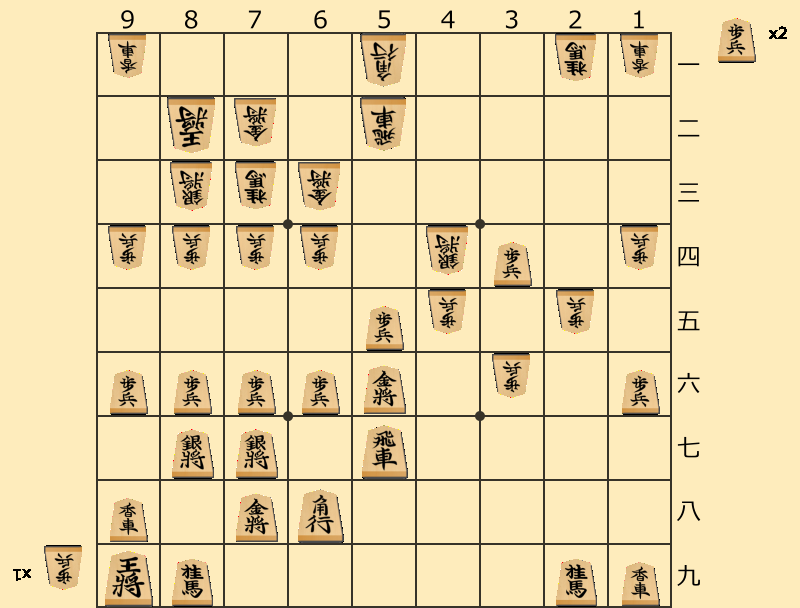 9 8 7 6 5 4 3 2 1
歩兵 x2
香車 角行 桂馬 香車 一
王将 金将 飛車 二
銀将 桂馬 金将 三
歩兵 歩兵 歩兵 歩兵 銀将 歩兵 歩兵 四
歩兵 歩兵 歩兵 五
歩兵 歩兵 歩兵 歩兵 金将 歩兵 歩兵 六
銀将 銀将 飛車 七
香車 金将 角行 八
x1 歩兵
王将 桂馬 桂馬 香車 九